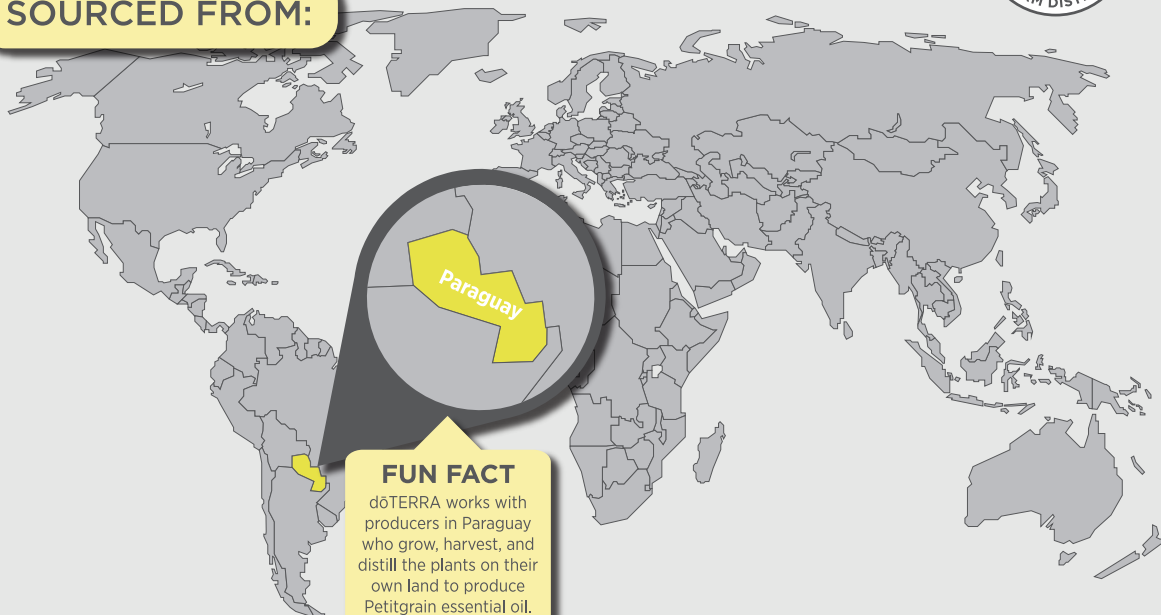 SOURCED FROM:
Paraguay
FUN FACT
dōTERRA works with
producers in Paraguay
who grow, harvest, and
distill the plants on their
own land to produce
Petitgrain essential oil.